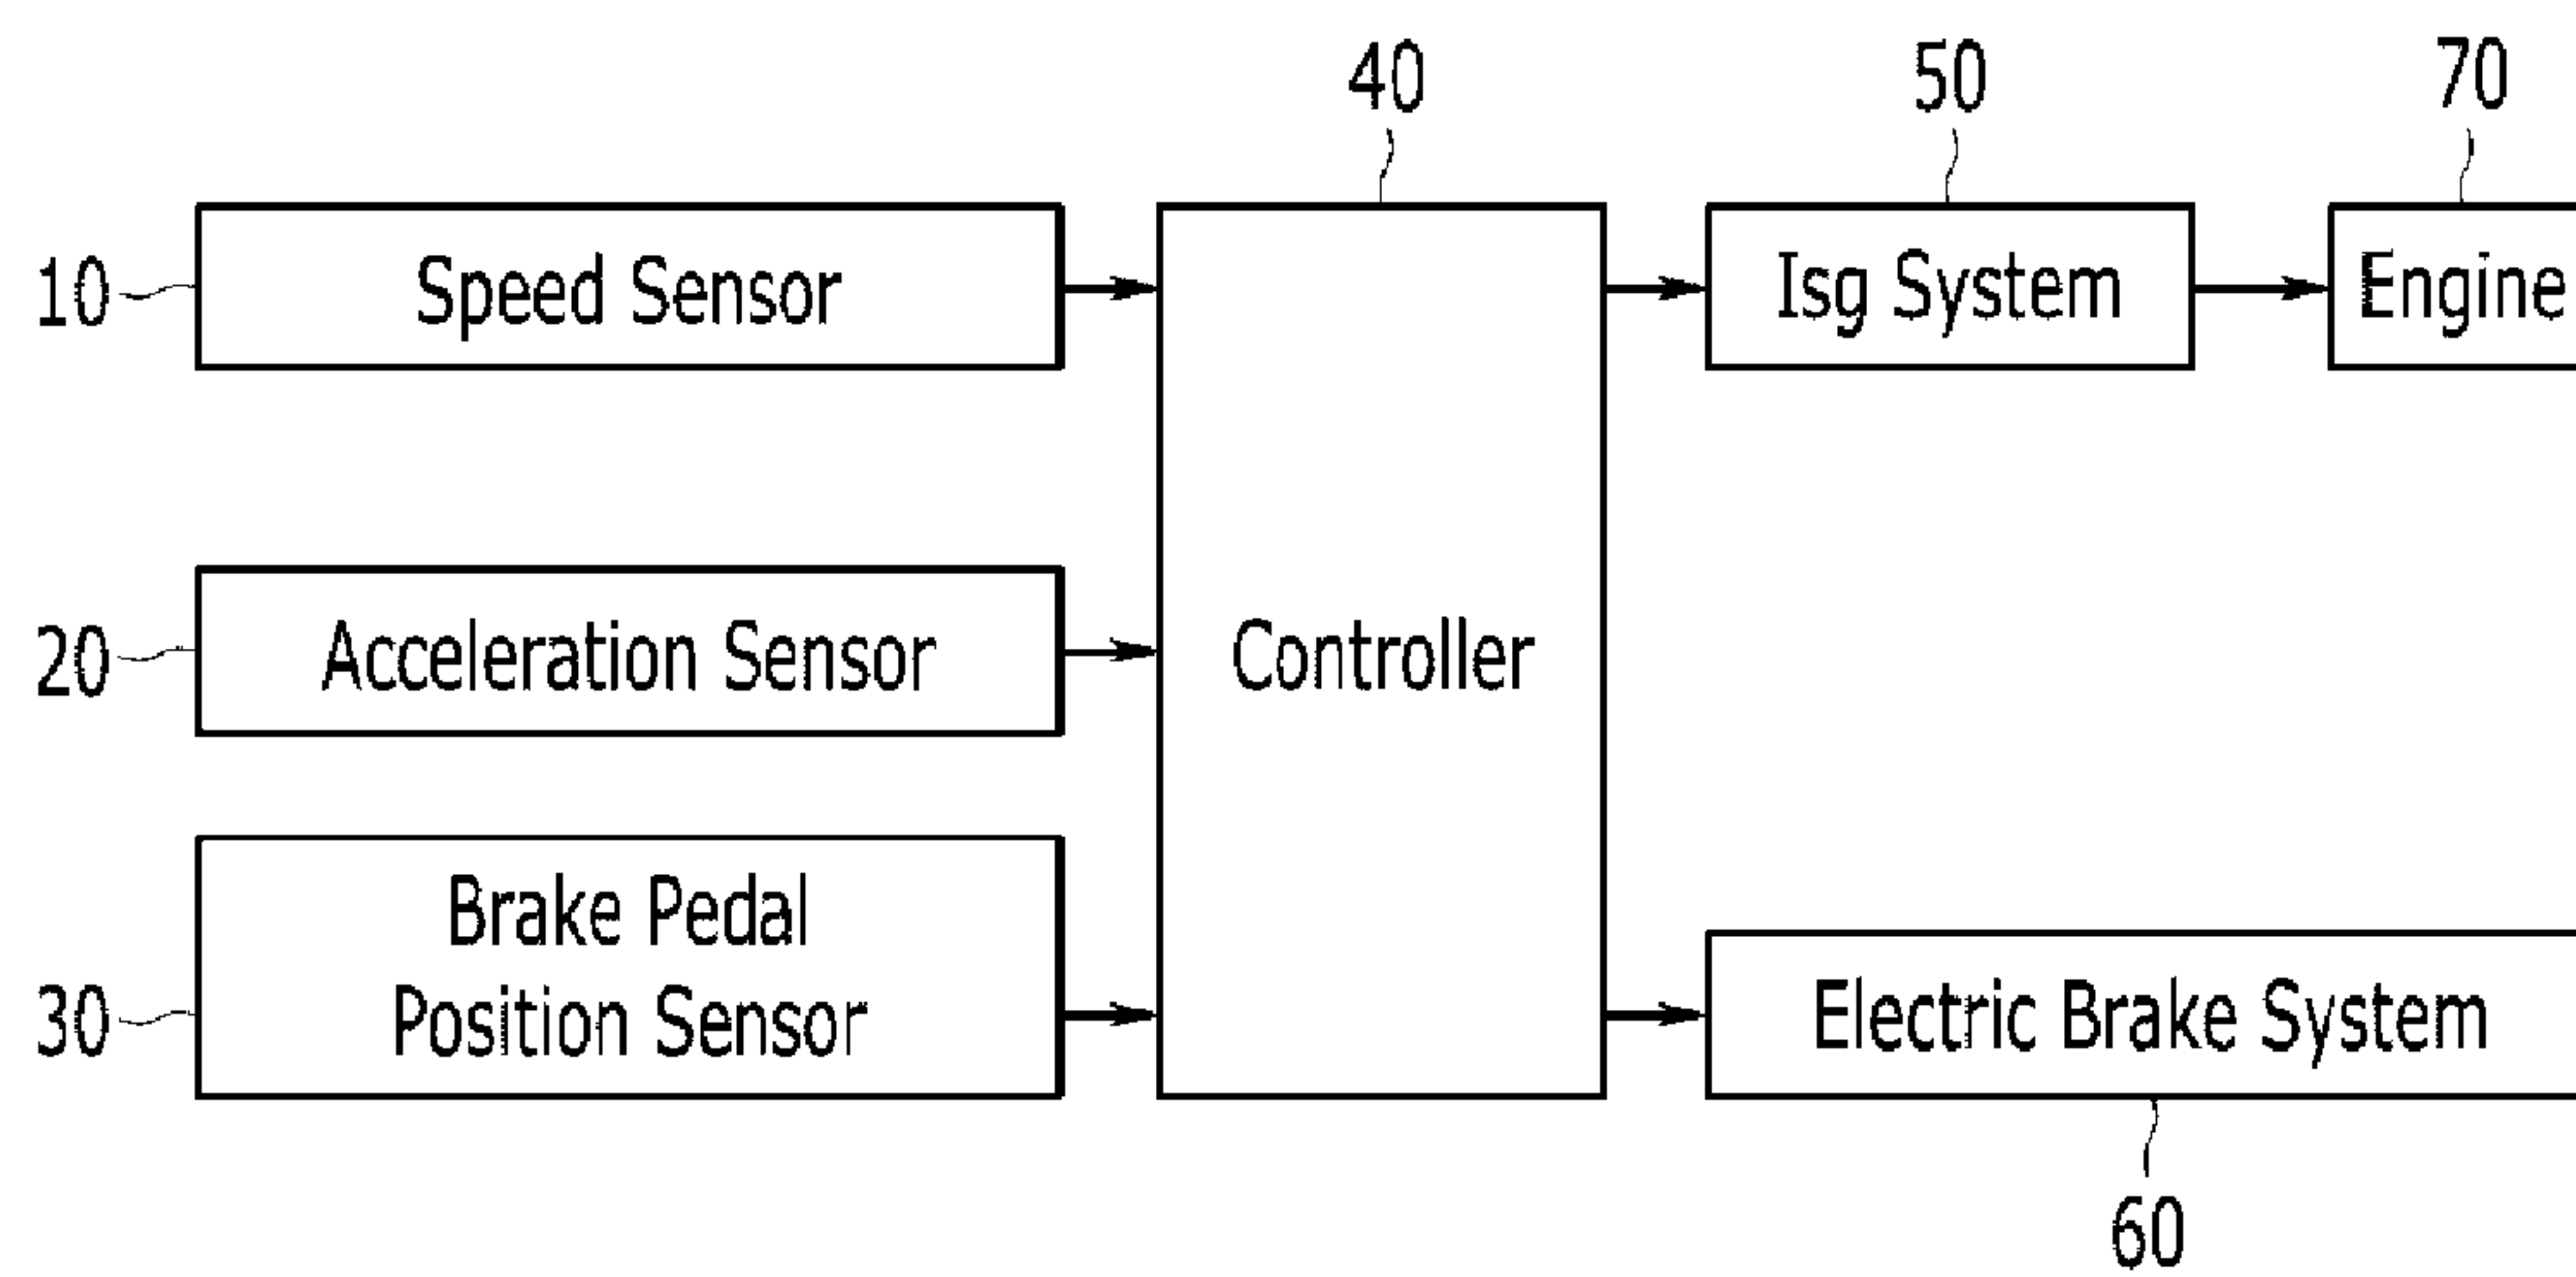 40
50
70
10
Speed Sensor
Isg System
Engine
20
Acceleration Sensor
Controller
30
Brake Pedal
Position Sensor
Electric Brake System
60